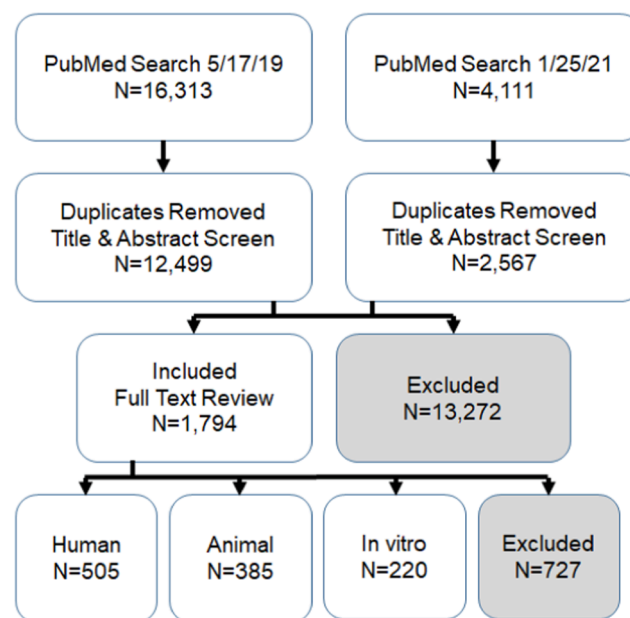 PubMed Search 5/17/19
N=16,313
PubMed Search 1/25/21
N=4,111
Duplicates Removed
Title & Abstract Screen
N=12,499
Duplicates Removed
Title & Abstract Screen
N=2,567
Included
Full Text Review
N=1,794
Excluded
N=13,272
Human
N=505
Animal
N=385
In vitro
N=220
Excluded
N=727